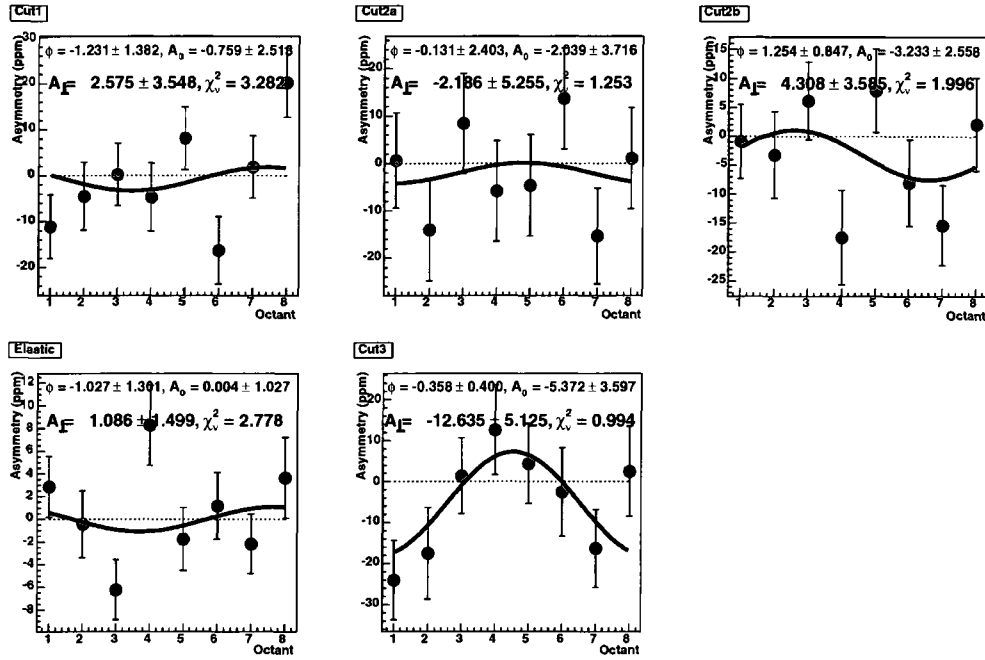 Cut1
φ = -1.231 ± 1.382, A₀ = -0.759 ± 2.513
A⊥= 2.575 ± 3.548, χ²ᵥ = 3.282
Asymmetry (ppm)
30
20
10
0
-10
-20
1 2 3 4 5 6 7 8
Octant
Cut2a
φ = -0.131 ± 2.403, A₀ = -2.039 ± 3.716
A⊥= 5.255, χ²ᵥ = 1.253
Asymmetry (ppm)
20
10
0
-10
-20
1 2 3 4 5 6 7 8
Octant
Cut2b
φ = 1.254 ± 0.847, A₀ = -3.233 ± 2.558
A⊥= 4.308 ± χ²ᵥ = 1.996
Asymmetry (ppm)
15
10
5
0
-5
-10
-15
-20
-25
1 2 3 4 5 6 7 8
Octant
Elastic
φ = -1.027 ± A₀ = 0.004 ± 1.027
A⊥= 1.086 ± 1.499, χ²ᵥ = 2.778
Asymmetry (ppm)
12
10
8
6
4
2
0
-2
-4
-6
-8
1 2 3 4 5 6 7 8
Octant
Cut3
φ = -0.358 ± 0.400, A₀ = -5.372 ± 3.597
A⊥= -12.635 ± 5.125, χ²ᵥ = 0.994
Asymmetry (ppm)
20
10
0
-10
-20
-30
1 2 3 4 5 6 7 8
Octant